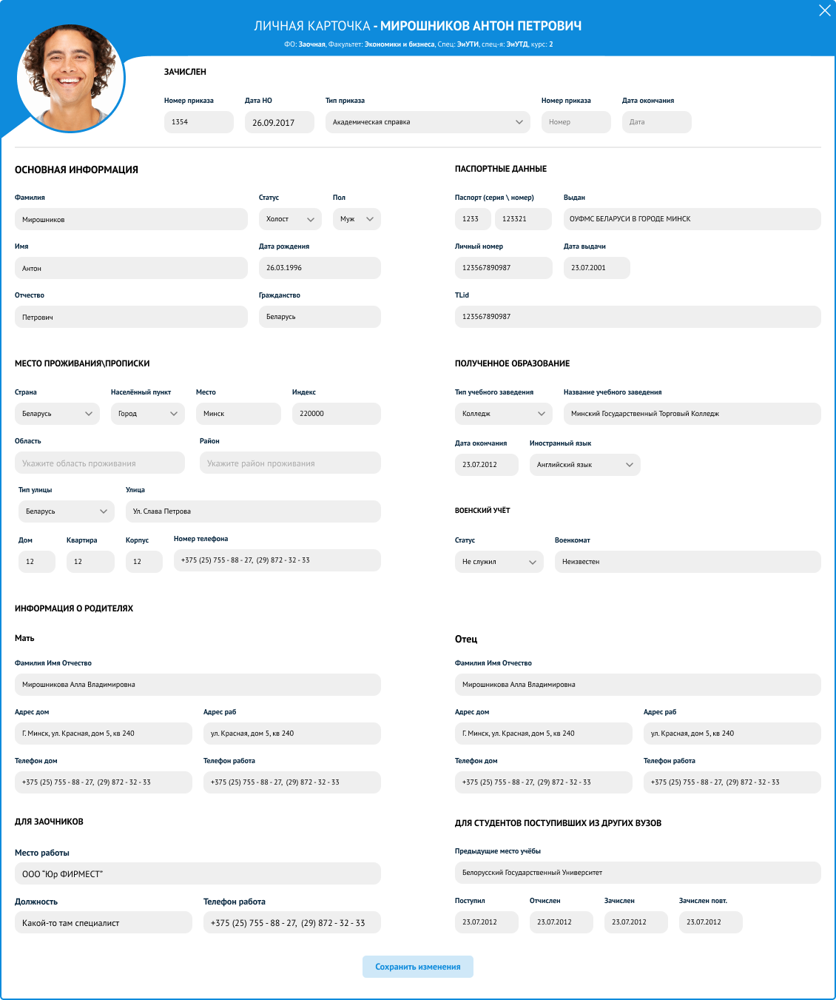 ЛИЧНАЯ КАРТОЧКА - МИРОШНИКОВ АНТОН ПЕТРОВИЧ
ФО: Заочная, Факультет: Экономики и бизнеса, Спец: ЭиУТИ, спец-я: ЭиУТД, курс: 2
ЗАЧИСЛЕН
Номер приказа Дата НО Тип приказа Номер приказа Дата окончания
1354 26.09.2017 Академическая справка Номер Дата
ОСНОВНАЯ ИНФОРМАЦИЯ
Фамилия Статус Пол
Мирошников Холост Муж
Имя Дата рождения
Антон 26.03.1996
Отчество Гражданство
Петрович Беларусь
ПАСПОРТНЫЕ ДАННЫЕ
Паспорт (серия \ номер) Выдан
1233 123321 ОУФМС БЕЛАРУСИ В ГОРОДЕ МИНСК
Личный номер Дата выдачи
123567890987 23.07.2001
TLid
123567890987
МЕСТО ПРОЖИВАНИЯ\ПРОПИСКИ
Страна Населённый пункт Место Индекс
Беларусь Город Минск 220000
Область Район
Укажите область проживания Укажите район проживания
Тип улицы Улица
Беларусь Ул. Слава Петрова
Дом Квартира Корпус Номер телефона
12 12 12 +375 (25) 755 - 88 - 27, (29) 872 - 32 - 33
ПОЛУЧЕННОЕ ОБРАЗОВАНИЕ
Тип учебного заведения Название учебного заведения
Колледж Минский Государственный Торговый Колледж
Дата окончания Иностранный язык
23.07.2012 Английский язык
ВОЕНСКИЙ УЧЁТ
Статус Военкомат
Не служил Неизвестен
ИНФОРМАЦИЯ О РОДИТЕЛЯХ
Мать
Фамилия Имя Отчество
Мирошникова Алла Владимировна
Адрес дом Адрес раб
Г. Минск, ул. Красная, дом 5, кв 240 ул. Красная, дом 5, кв 240
Телефон дом Телефон работа
+375 (25) 755 - 88 - 27, (29) 872 - 32 - 33 +375 (25) 755 - 88 - 27, (29) 872 - 32 - 33
Отец
Фамилия Имя Отчество
Мирошникова Алла Владимировна
Адрес дом Адрес раб
Г. Минск, ул. Красная, дом 5, кв 240 ул. Красная, дом 5, кв 240
Телефон дом Телефон работа
+375 (25) 755 - 88 - 27, (29) 872 - 32 - 33 +375 (25) 755 - 88 - 27, (29) 872 - 32 - 33
ДЛЯ ЗАОЧНИКОВ
Место работы
ООО “Юр ФИРМЕСТ”
Должность Телефон работа
Какой-то там специалист +375 (25) 755 - 88 - 27, (29) 872 - 32 - 33
ДЛЯ СТУДЕНТОВ ПОСТУПИВШИХ ИЗ ДРУГИХ ВУЗОВ
Предыдущие место учёбы
Белорусский Государственный Университет
Поступил Отчислен Зачислен Зачислен повт.
23.07.2012 23.07.2012 23.07.2012 23.07.2012
Сохранить изменения